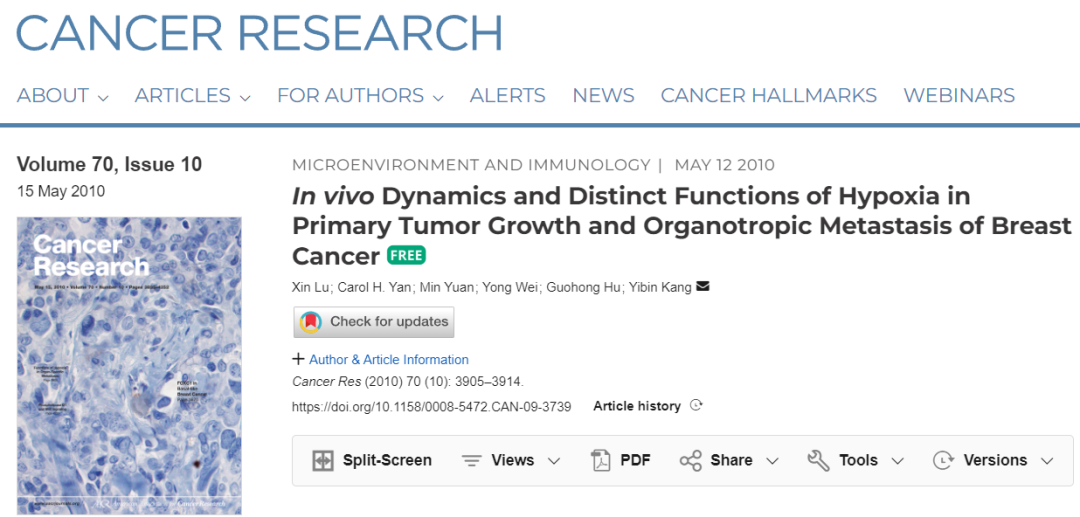 CANCER RESEARCH
ABOUT
ARTICLES
FOR AUTHORS
ALERTS
NEWS
CANCER HALLMARKS
WEBINARS
Volume 70, Issue 10
15 May 2010
Cancer
Research
MICROENVIRONMENT AND IMMUNOLOGY | MAY 12 2010
In vivo Dynamics and Distinct Functions of Hypoxia in
Primary Tumor Growth and Organotropic Metastasis of Breast
Cancer FREE
Xin Lu; Carol H. Yan; Min Yuan; Yong Wei; Guohong Hu; Yibin Kang
Check for updates
+ Author & Article Information
Cancer Res (2010) 70 (10): 3905–3914.
https://doi.org/10.1158/0008-5472.CAN-09-3739 Article history
Split-Screen
Views
PDF
Share
Tools
Versions